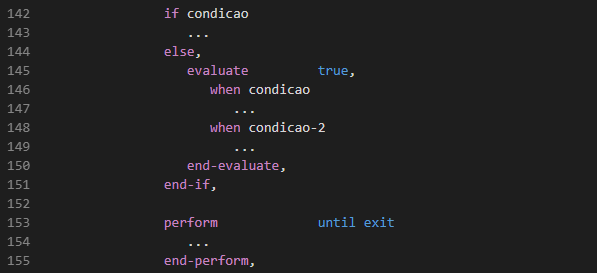 142 if condicao
143 ...
144 else,
145 evaluate true,
146 when condicao
147 ...
148 when condicao-2
149 ...
150 end-evaluate,
151 end-if,
152
153 perform until exit
154 ...
155 end-perform,